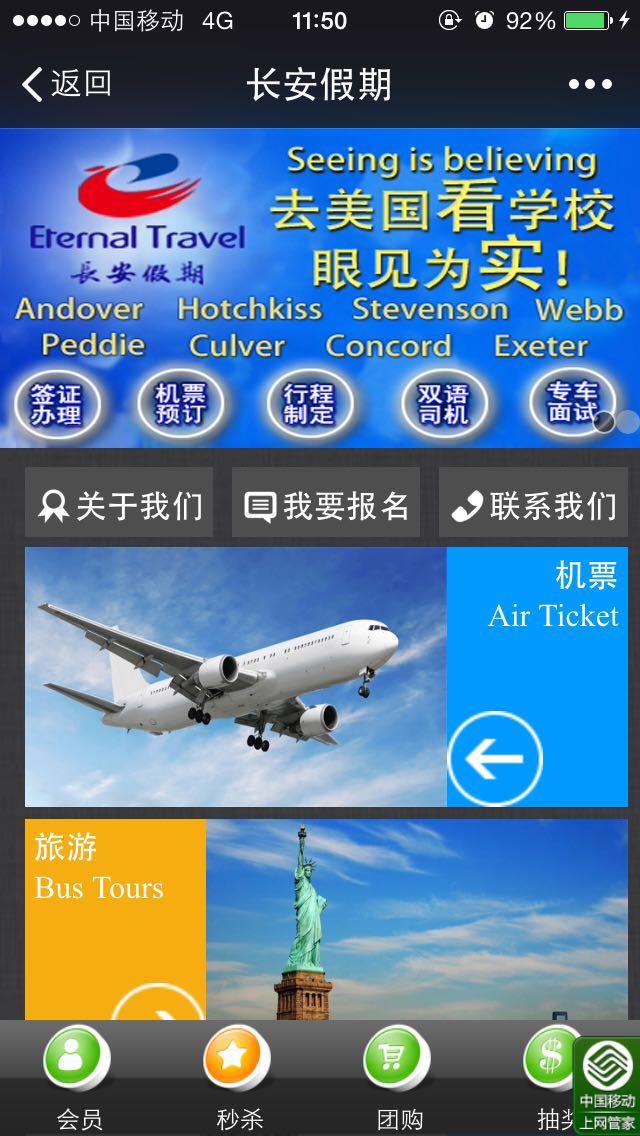 中国移动 4G 11:50 92%
返回 长安假期
Seeing is believing
去美国看学校
眼见为实!
Eternal Travel
長安假期
Andover Hotchkiss Stevenson Webb
Peddie Culver Concord Exeter
签证
办理
机票
预订
行程
制定
双语
司机
专车
面试
关于我们 我要报名 联系我们
机票
Air Ticket
旅游
Bus Tours
会员 秒杀 团购 抽奖
中国移动
上网管家